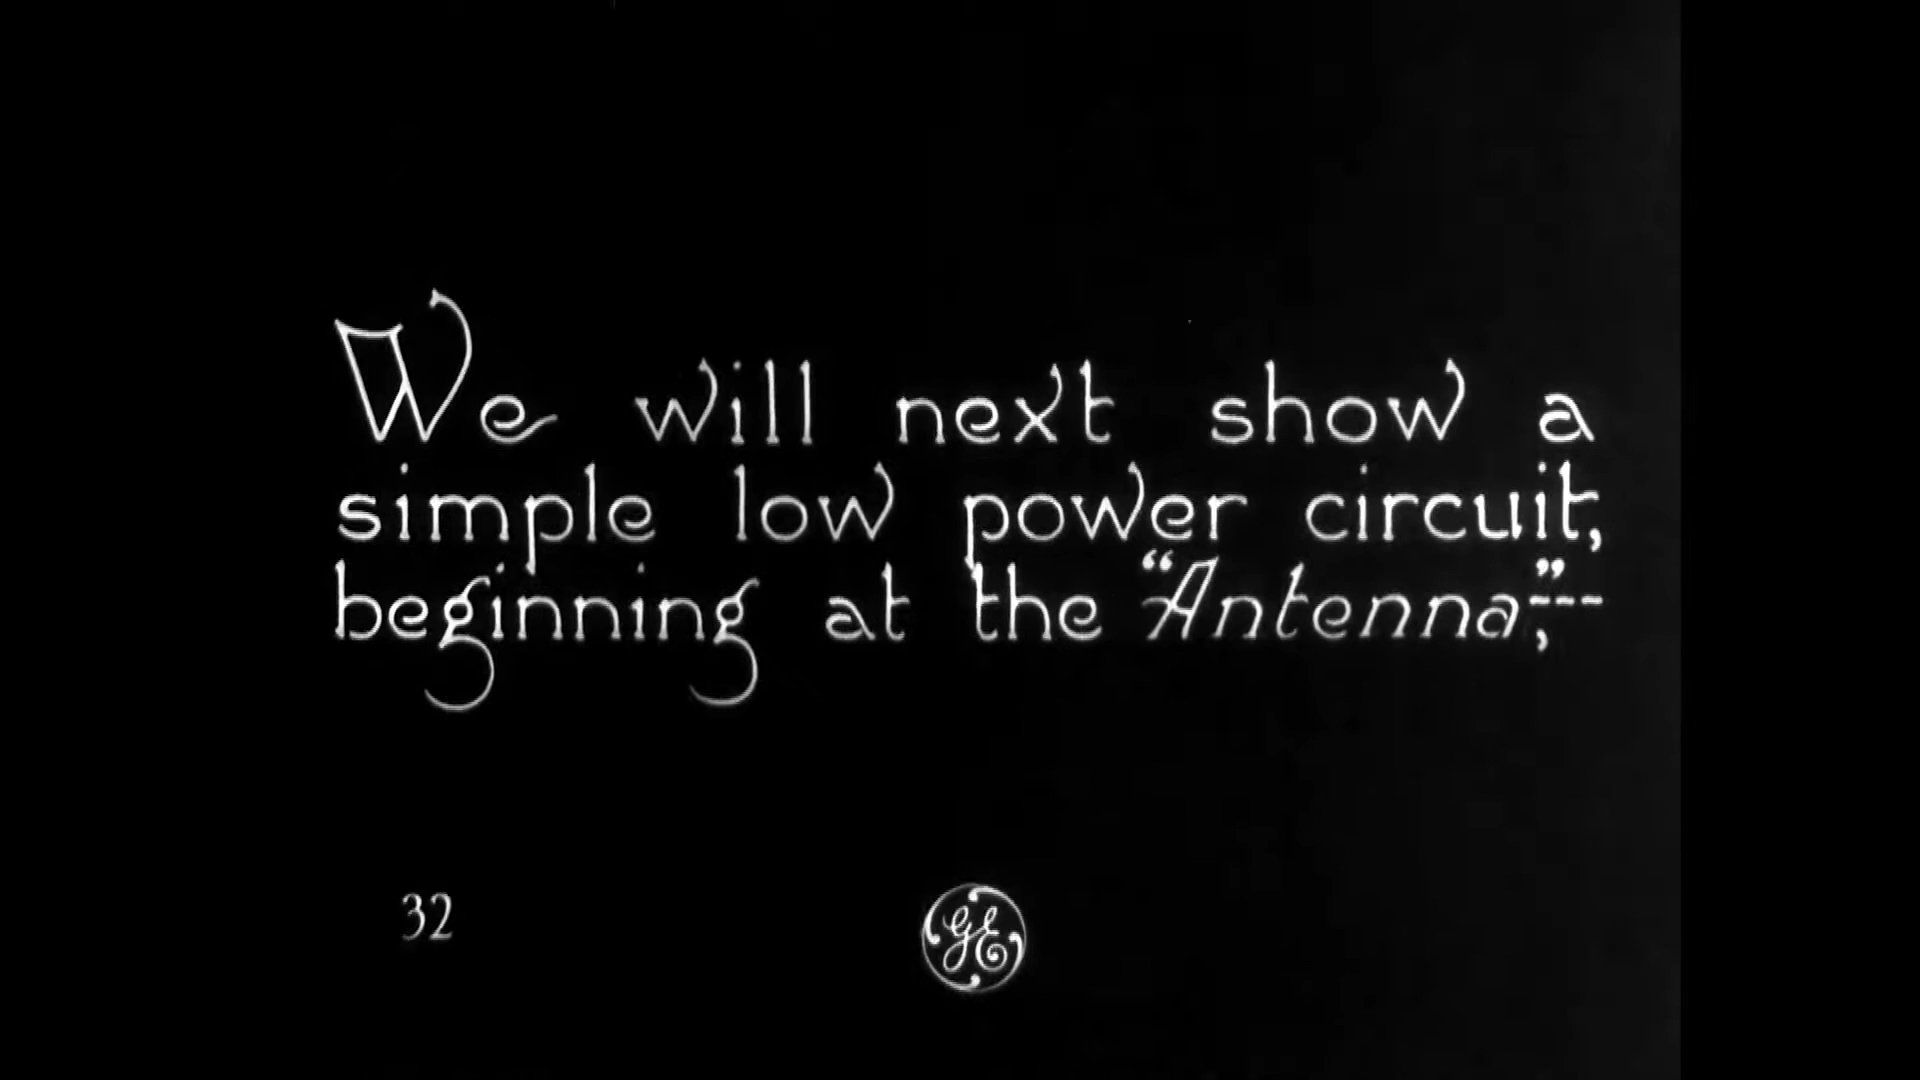 We will next show a
simple low power circuit,
beginning at the “Antenna,”---
32
GE